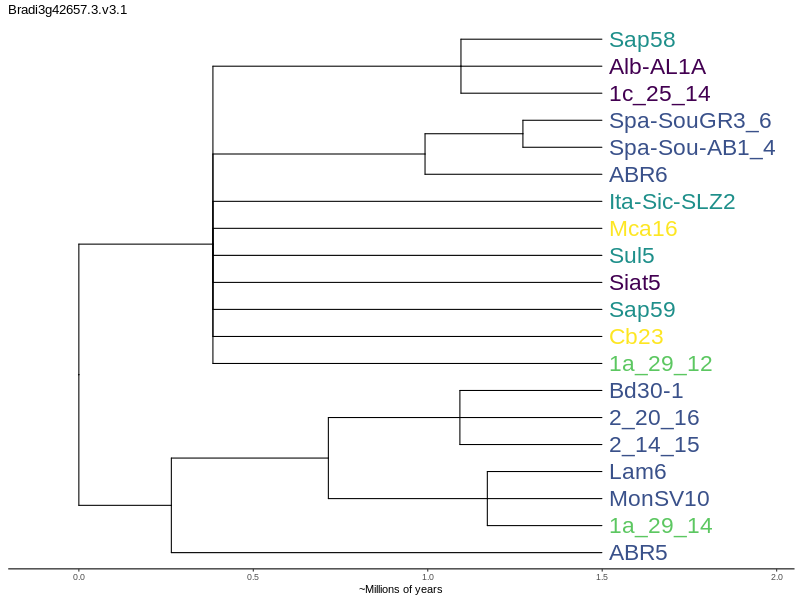 Bradi3g42657.3.v3.1
Sap58
Alb-AL1A
1c_25_14
Spa-SouGR3_6
Spa-Sou-AB1_4
ABR6
Ita-Sic-SLZ2
Mca16
Sul5
Siat5
Sap59
Cb23
1a_29_12
Bd30-1
2_20_16
2_14_15
Lam6
MonSV10
1a_29_14
ABR5
0.0 0.5 1.0 1.5 2.0
~Millions of years